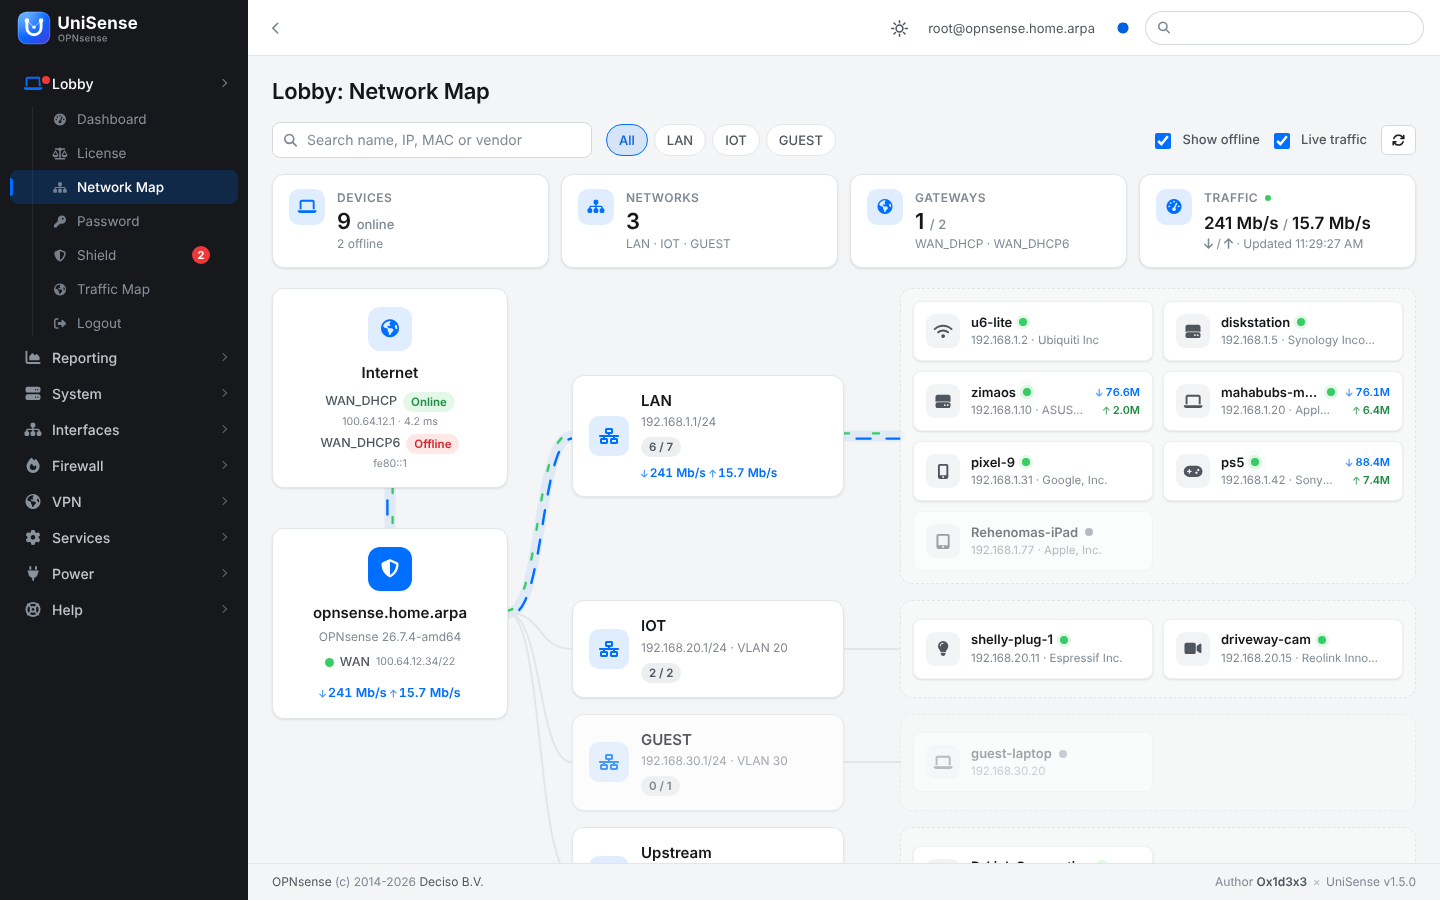 UniSense
OPNsense
Lobby
Dashboard
License
Network Map
Password
Shield 2
Traffic Map
Logout
Reporting
System
Interfaces
Firewall
VPN
Services
Power
Help
root@opnsense.home.arpa
Lobby: Network Map
Search name, IP, MAC or vendor
All LAN IOT GUEST
Show offline Live traffic
DEVICES
9 online
2 offline
NETWORKS
3
LAN · IOT · GUEST
GATEWAYS
1 / 2
WAN_DHCP · WAN_DHCP6
TRAFFIC
241 Mb/s / 15.7 Mb/s
↓ / ↑ · Updated 11:29:27 AM
Internet
WAN_DHCP Online
100.64.12.1 · 4.2 ms
WAN_DHCP6 Offline
fe80::1
opnsense.home.arpa
OPNsense 26.7.4-amd64
WAN 100.64.12.34/22
↓241 Mb/s ↑15.7 Mb/s
LAN
192.168.1.1/24
6 / 7
↓241 Mb/s ↑15.7 Mb/s
u6-lite
192.168.1.2 · Ubiquiti Inc
diskstation
192.168.1.5 · Synology Inco...
zimaos ↓76.6M
192.168.1.10 · ASUS... ↑2.0M
mahabubs-m... ↓76.1M
192.168.1.20 · Appl... ↑6.4M
pixel-9
192.168.1.31 · Google, Inc.
ps5 ↓88.4M
192.168.1.42 · Sony... ↑7.4M
Rehenomas-iPad
192.168.1.77 · Apple, Inc.
IOT
192.168.20.1/24 · VLAN 20
2 / 2
shelly-plug-1
192.168.20.11 · Espressif Inc.
driveway-cam
192.168.20.15 · Reolink Inno...
GUEST
192.168.30.1/24 · VLAN 30
0 / 1
guest-laptop
192.168.30.20
Upstream
OPNsense (c) 2014-2026 Deciso B.V.
Author Ox1d3x3 × UniSense v1.5.0